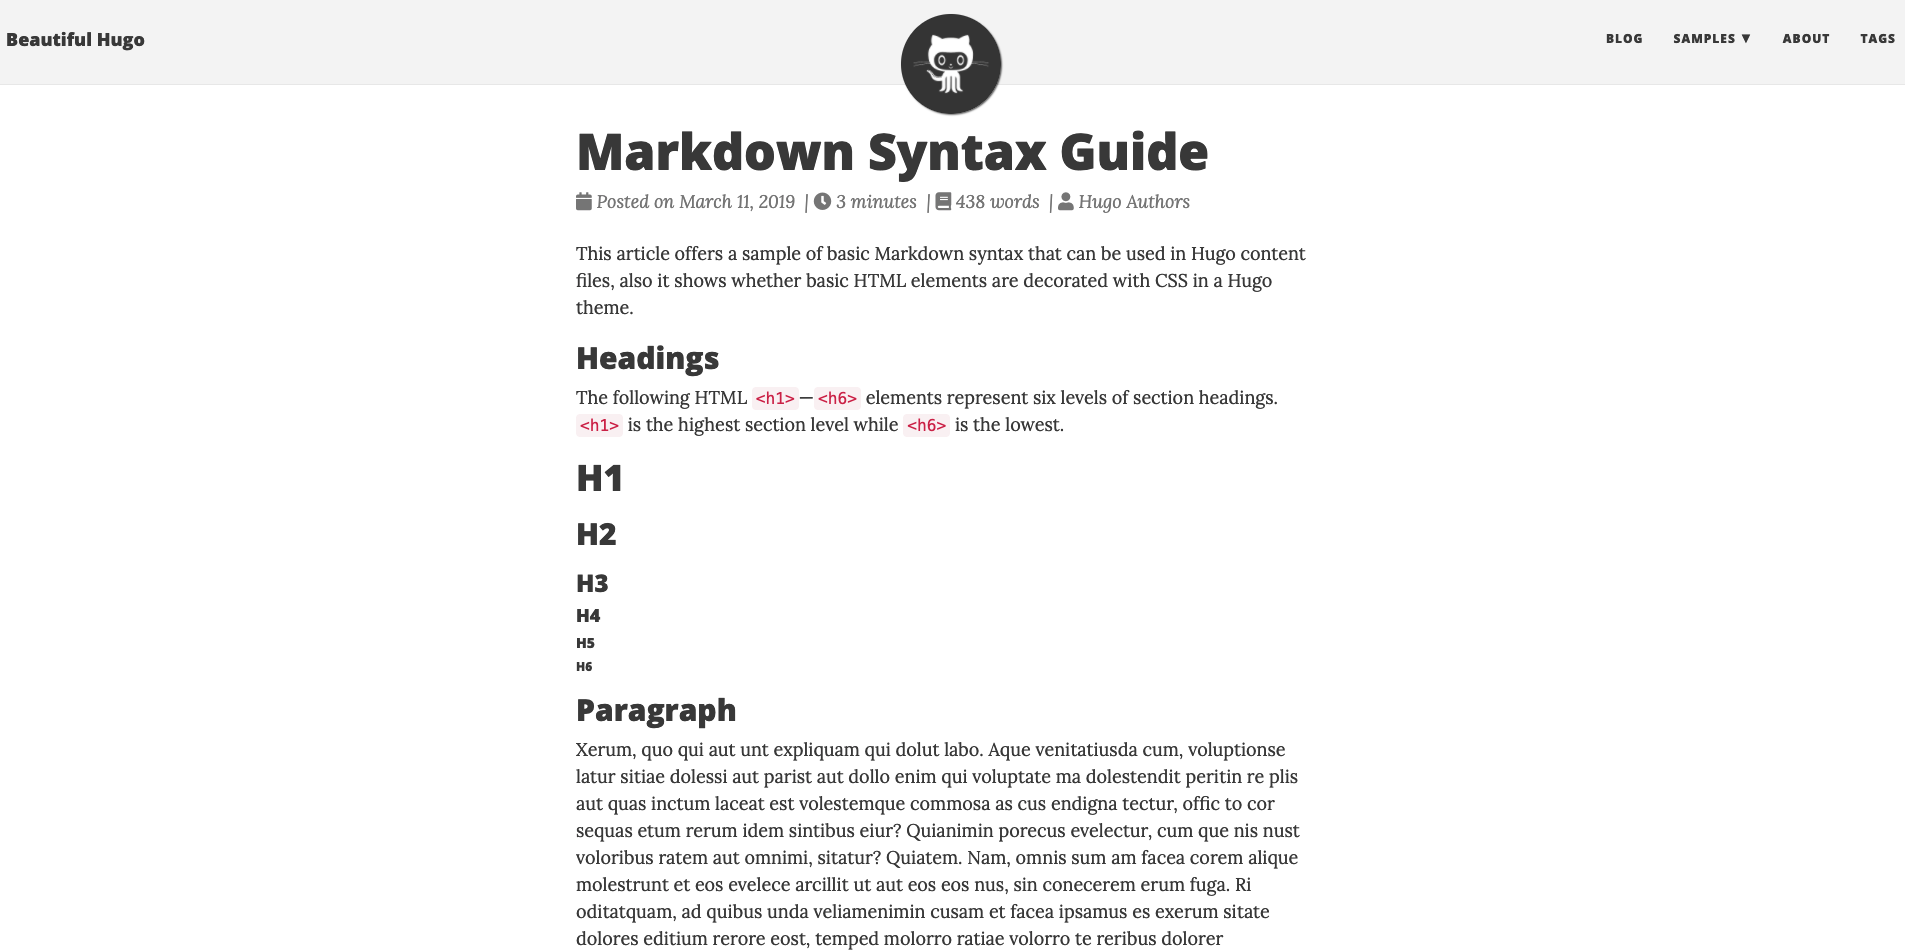 Beautiful Hugo
BLOG SAMPLES ▼ ABOUT TAGS
Markdown Syntax Guide
Posted on March 11, 2019 | 3 minutes | 438 words | Hugo Authors
This article offers a sample of basic Markdown syntax that can be used in Hugo content
files, also it shows whether basic HTML elements are decorated with CSS in a Hugo
theme.
Headings
The following HTML <h1>—<h6> elements represent six levels of section headings.
<h1> is the highest section level while <h6> is the lowest.
H1
H2
H3
H4
H5
H6
Paragraph
Xerum, quo qui aut unt expliquam qui dolut labo. Aque venitatiusda cum, voluptionse
latur sitiae dolessi aut parist aut dollo enim qui voluptate ma dolestendit peritin re plis
aut quas inctum laceat est volestemque commosa as cus endigna tectur, offic to cor
sequas etum rerum idem sintibus eiur? Quianimin porecus evelectur, cum que nis nust
voloribus ratem aut omnimi, sitatur? Quiatem. Nam, omnis sum am facea corem alique
molestrunt et eos evelece arcillit ut aut eos eos nus, sin conecerem erum fuga. Ri
oditatquam, ad quibus unda veliamenimin cusam et facea ipsamus es exerum sitate
dolores editium rerore eost, temped molorro ratiae volorro te reribus dolorer